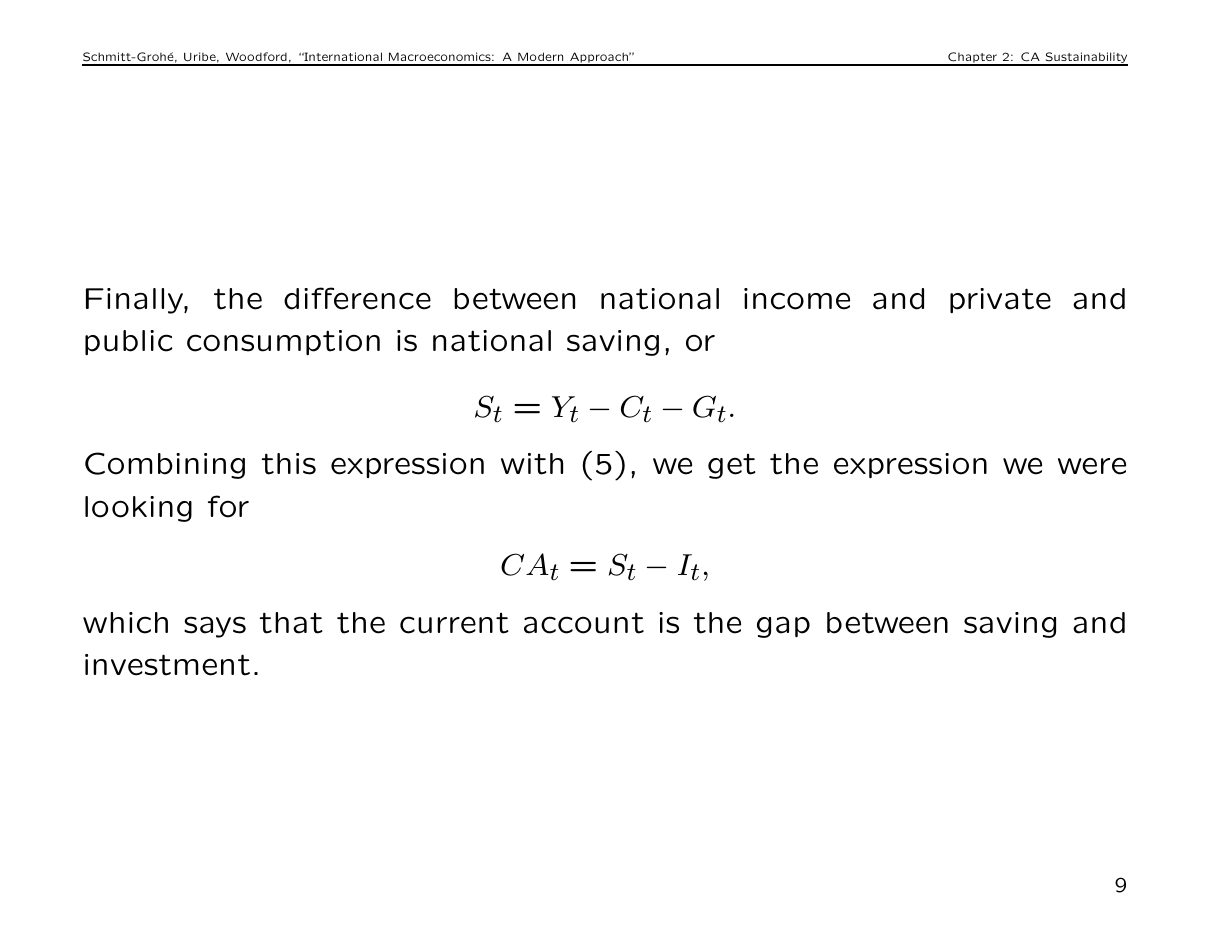 Schmitt-Grohé, Uribe, Woodford, “International Macroeconomics: A Modern Approach” Chapter 2: CA Sustainability
Finally, the difference between national income and private and
public consumption is national saving, or
S_t = Y_t − C_t − G_t.
Combining this expression with (5), we get the expression we were
looking for
CA_t = S_t − I_t,
which says that the current account is the gap between saving and
investment.
9